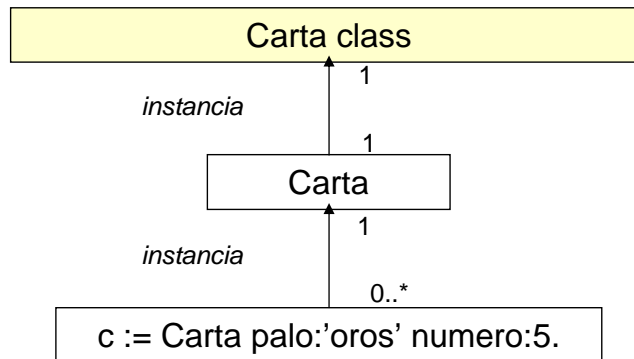 Carta class
1
instancia
1
Carta
1
instancia
0..*
c := Carta palo:’oros’ numero:5.